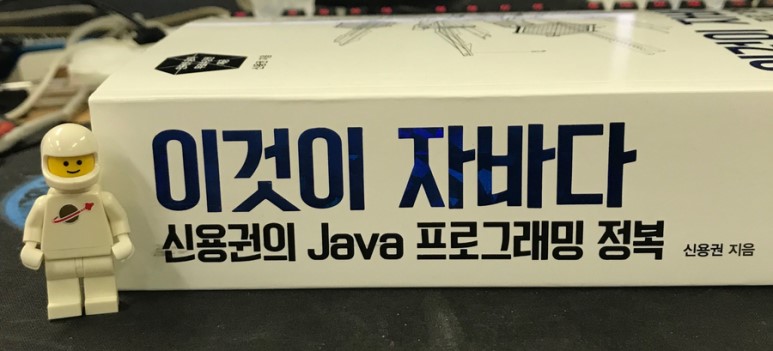 이것이 자바다
신용권의 Java 프로그래밍 정복
신용권 지음